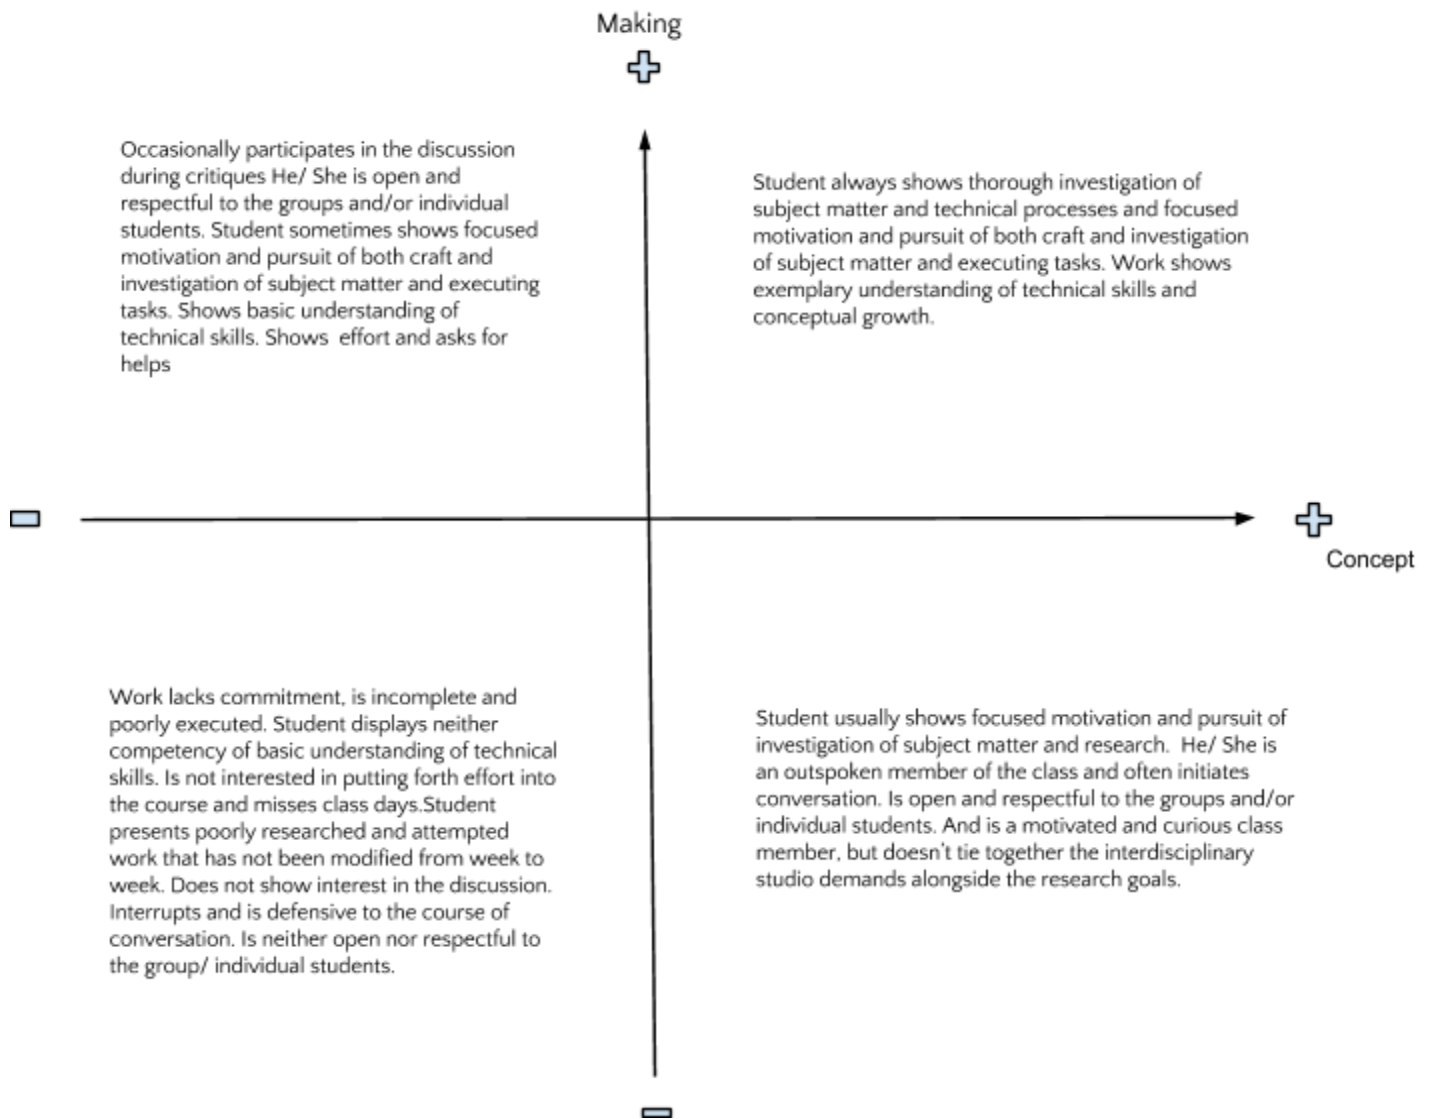 Making
Occasionally participates in the discussion
during critiques He/ She is open and
respectful to the groups and/or individual
students. Student sometimes shows focused
motivation and pursuit of both craft and
investigation of subject matter and executing
tasks. Shows basic understanding of
technical skills. Shows  effort and asks for
helps
Student always shows thorough investigation of
subject matter and technical processes and focused
motivation and pursuit of both craft and investigation
of subject matter and executing tasks. Work shows
exemplary understanding of technical skills and
conceptual growth.
Concept
Work lacks commitment, is incomplete and
poorly executed. Student displays neither
competency of basic understanding of technical
skills. Is not interested in putting forth effort into
the course and misses class days.Student
presents poorly researched and attempted
work that has not been modified from week to
week. Does not show interest in the discussion.
Interrupts and is defensive to the course of
conversation. Is neither open nor respectful to
the group/ individual students.
Student usually shows focused motivation and pursuit of
investigation of subject matter and research.  He/ She is
an outspoken member of the class and often initiates
conversation. Is open and respectful to the groups and/or
individual students. And is a motivated and curious class
member, but doesn't tie together the interdisciplinary
studio demands alongside the research goals.